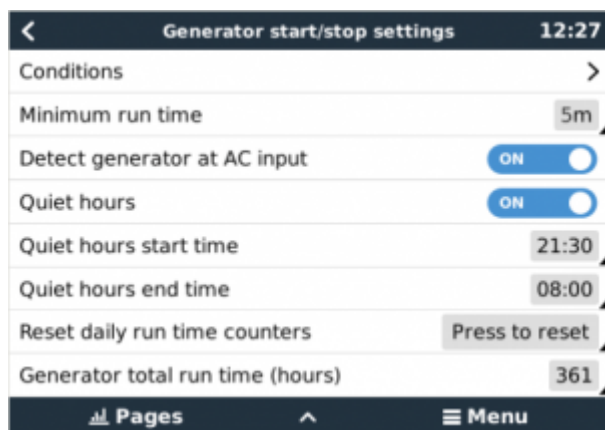 Generator start/stop settings 12:27
Conditions
Minimum run time 5m
Detect generator at AC input ON
Quiet hours ON
Quiet hours start time 21:30
Quiet hours end time 08:00
Reset daily run time counters Press to reset
Generator total run time (hours) 361
Pages Menu